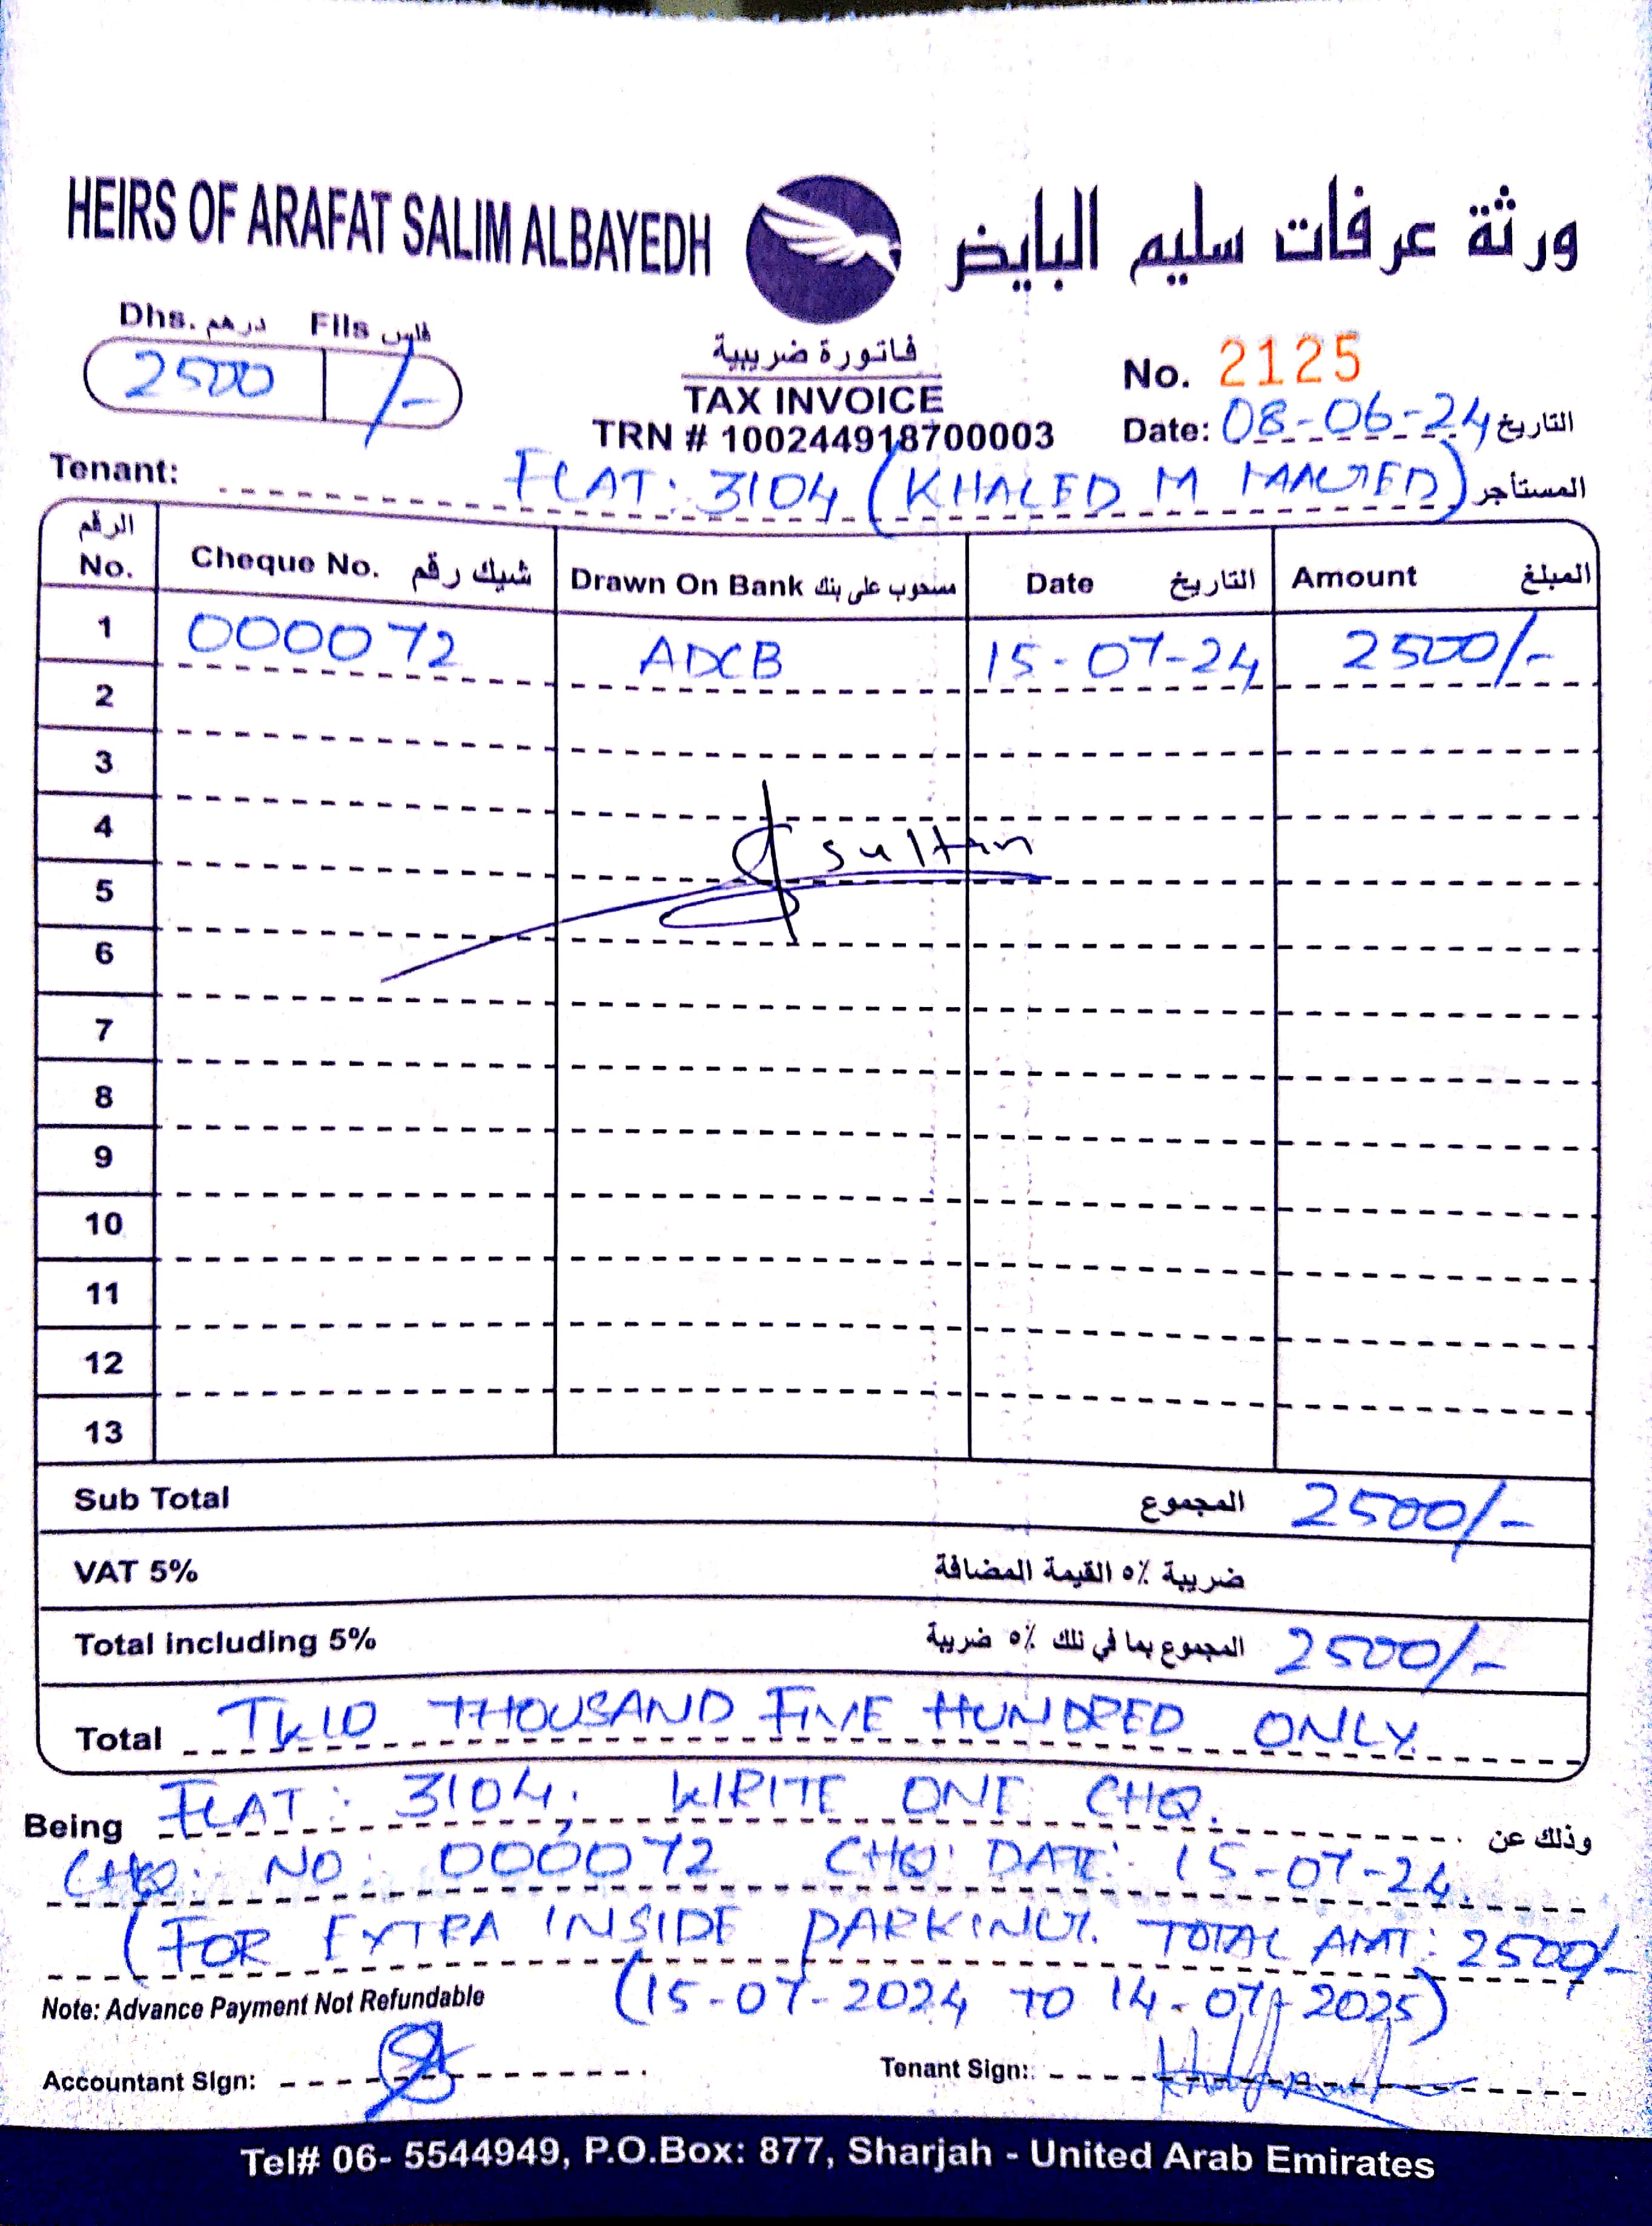 HEIRS OF ARAFAT SALIM ALBAYEDH ورثة عرفات سليم البايض
Dhs. درهم Fils فلس
2500 /-
فاتورة ضريبية
TAX INVOICE
TRN # 100244918700003
No. 2125
Date: 08-06-24 التاريخ
Tenant: FLAT: 3104 (KHALED M ) المستأجر
الرقم No. Cheque No. شيك رقم Drawn On Bank مسحوب على بنك Date التاريخ Amount المبلغ
1 000072 ADCB 15-07-24 2500/-
2
3
4 sultan
5
6
7
8
9
10
11
12
13
Sub Total المجموع 2500/-
VAT 5% ضريبة ٥٪ القيمة المضافة
Total including 5% المجموع بما في ذلك ٥٪ ضريبة 2500/-
Total TWO THOUSAND FIVE HUNDRED ONLY.
Being FLAT: 3104, WRITE ONE CHQ. وذلك عن
CHQ: NO: 000072 CHQ: DATE: 15-07-24.
(FOR EXTRA INSIDE PARKING. TOTAL AMT: 2500/-
Note: Advance Payment Not Refundable (15-07-2024 TO 14-07-2025)
Accountant Sign: Tenant Sign:
Tel# 06- 5544949, P.O.Box: 877, Sharjah - United Arab Emirates